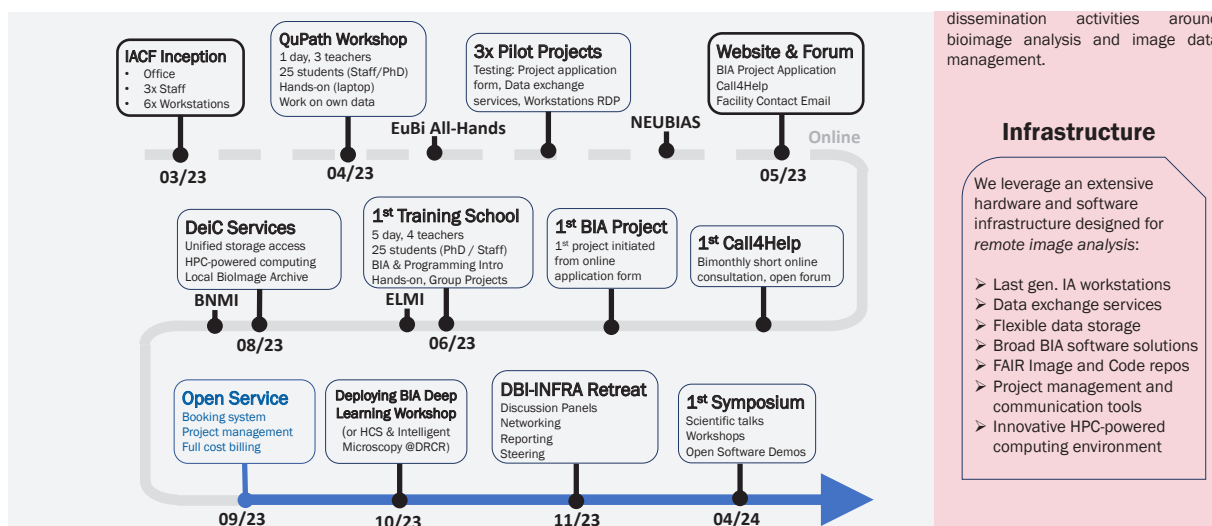 IACF Inception
• Office
• 3x Staff
• 6x Workstations
QuPath Workshop
1 day, 3 teachers
25 students (Staff/PhD)
Hands-on (laptop)
Work on own data
3x Pilot Projects
Testing: Project application
form, Data exchange
services, Workstations RDP
Website & Forum
BIA Project Application
Call4Help
Facility Contact Email
EuBi All-Hands
NEUBIAS
Online
03/23
04/23
05/23
DeiC Services
Unified storage access
HPC-powered computing
Local BioImage Archive
1st Training School
5 day, 4 teachers
25 students (PhD / Staff)
BIA & Programming Intro
Hands-on, Group Projects
1st BIA Project
1st project initiated
from online
application form
1st Call4Help
Bimonthly short online
consultation, open forum
BNMI
ELMI
08/23
06/23
Open Service
Booking system
Project management
Full cost billing
Deploying BIA Deep
Learning Workshop
(or HCS & Intelligent
Microscopy @DRCR)
DBI-INFRA Retreat
Discussion Panels
Networking
Reporting
Steering
1st Symposium
Scientific talks
Workshops
Open Software Demos
09/23
10/23
11/23
04/24
dissemination activities around
bioimage analysis and image data
management.
Infrastructure
We leverage an extensive
hardware and software
infrastructure designed for
remote image analysis:
➢ Last gen. IA workstations
➢ Data exchange services
➢ Flexible data storage
➢ Broad BIA software solutions
➢ FAIR Image and Code repos
➢ Project management and
communication tools
➢ Innovative HPC-powered
computing environment